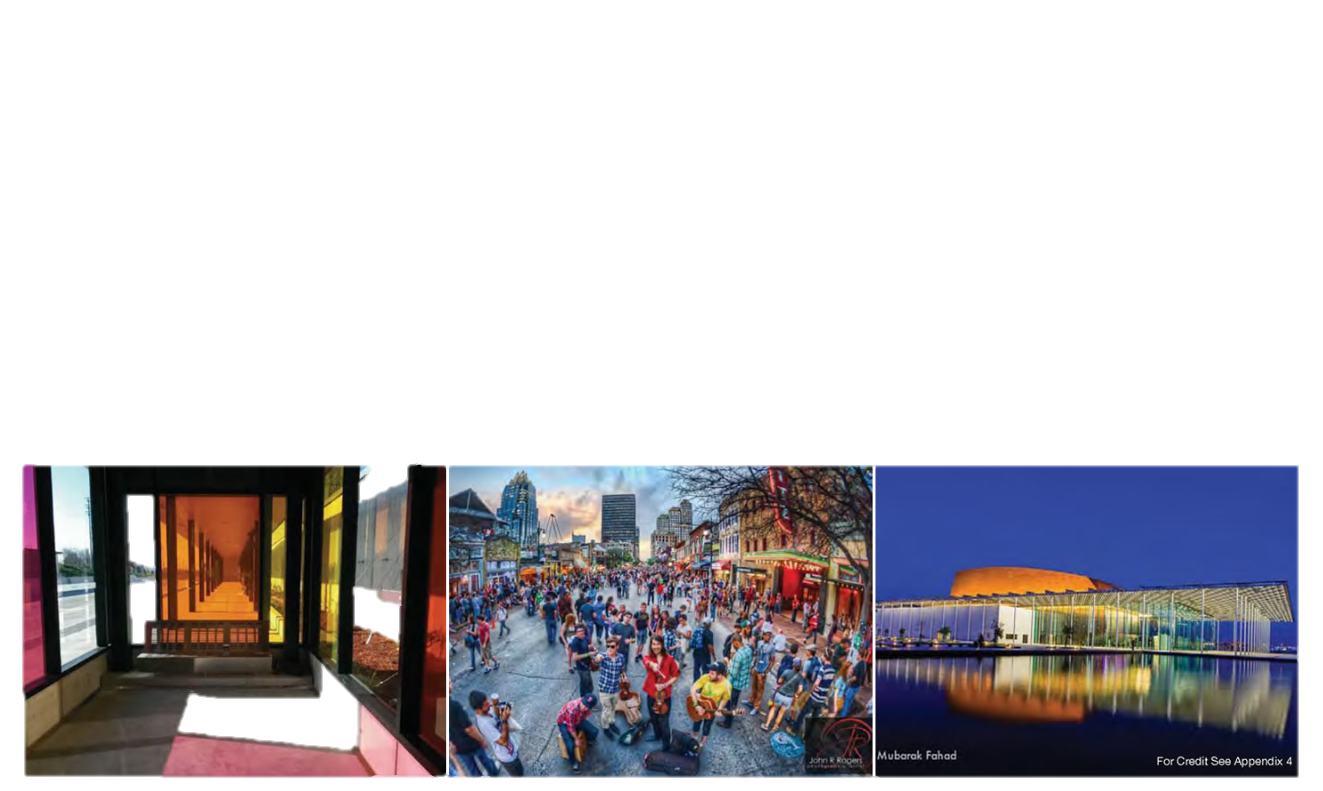 John R Rogers
Mubarak Fahad
For Credit See Appendix 4